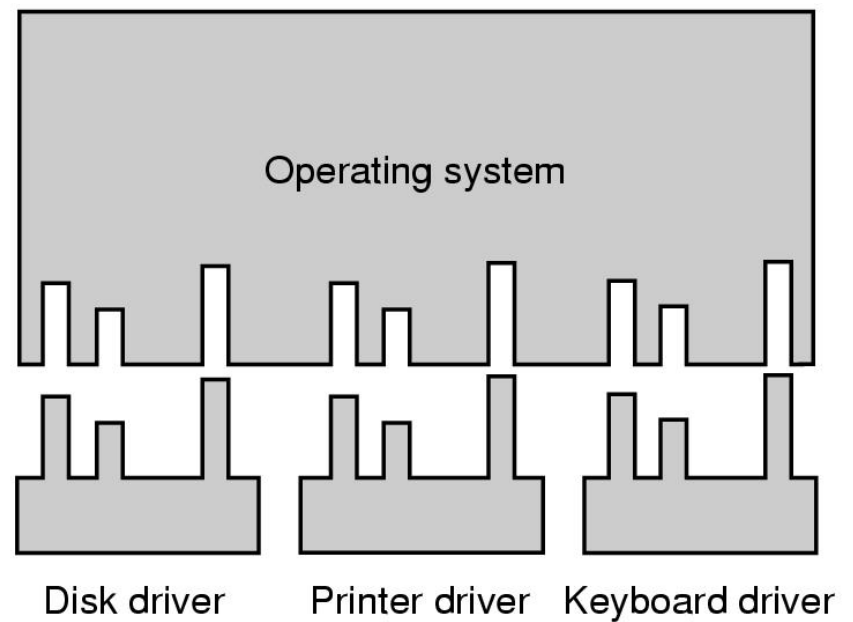 Operating system
Disk driver
Printer driver
Keyboard driver